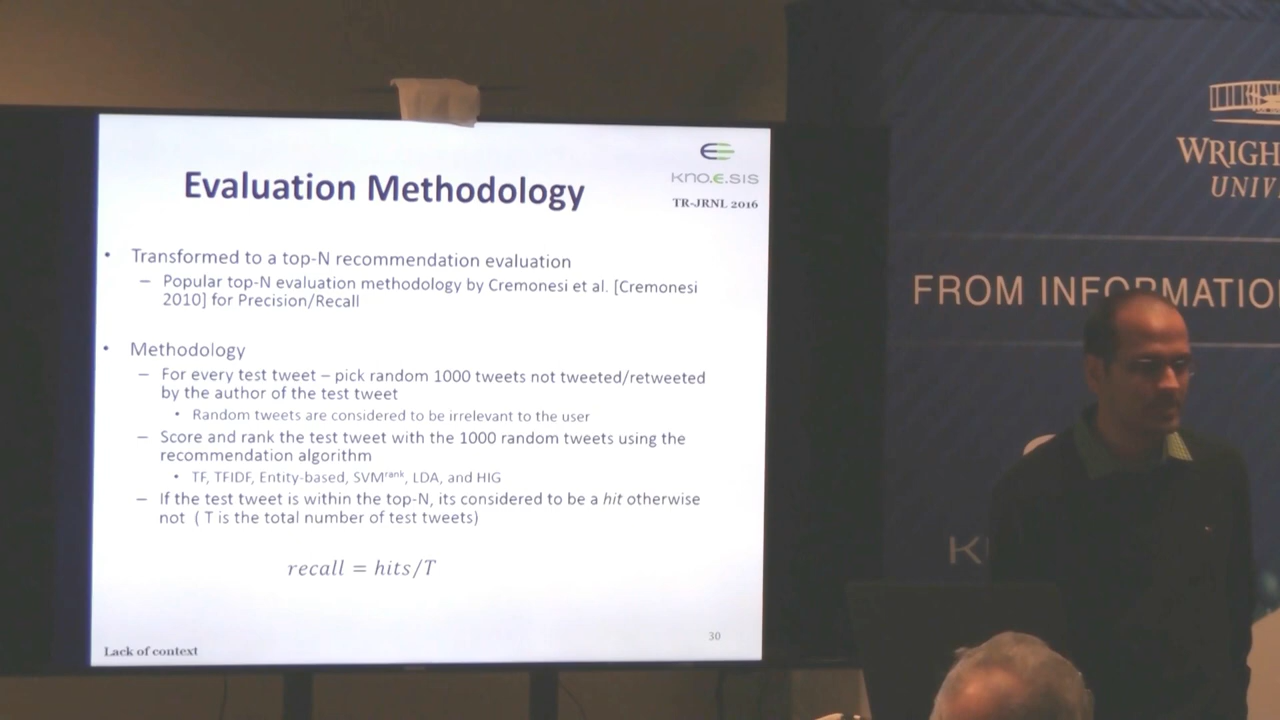 Evaluation Methodology
kno.e.sis
TR-JRNL 2016
• Transformed to a top-N recommendation evaluation
– Popular top-N evaluation methodology by Cremonesi et al. [Cremonesi
2010] for Precision/Recall
• Methodology
– For every test tweet – pick random 1000 tweets not tweeted/retweeted
by the author of the test tweet
• Random tweets are considered to be irrelevant to the user
– Score and rank the test tweet with the 1000 random tweets using the
recommendation algorithm
• TF, TFIDF, Entity-based, SVMrank, LDA, and HIG
– If the test tweet is within the top-N, its considered to be a hit otherwise
not ( T is the total number of test tweets)
recall = hits/T
30
Lack of context
WRIGH
UNIV
FROM INFORMATIO
K